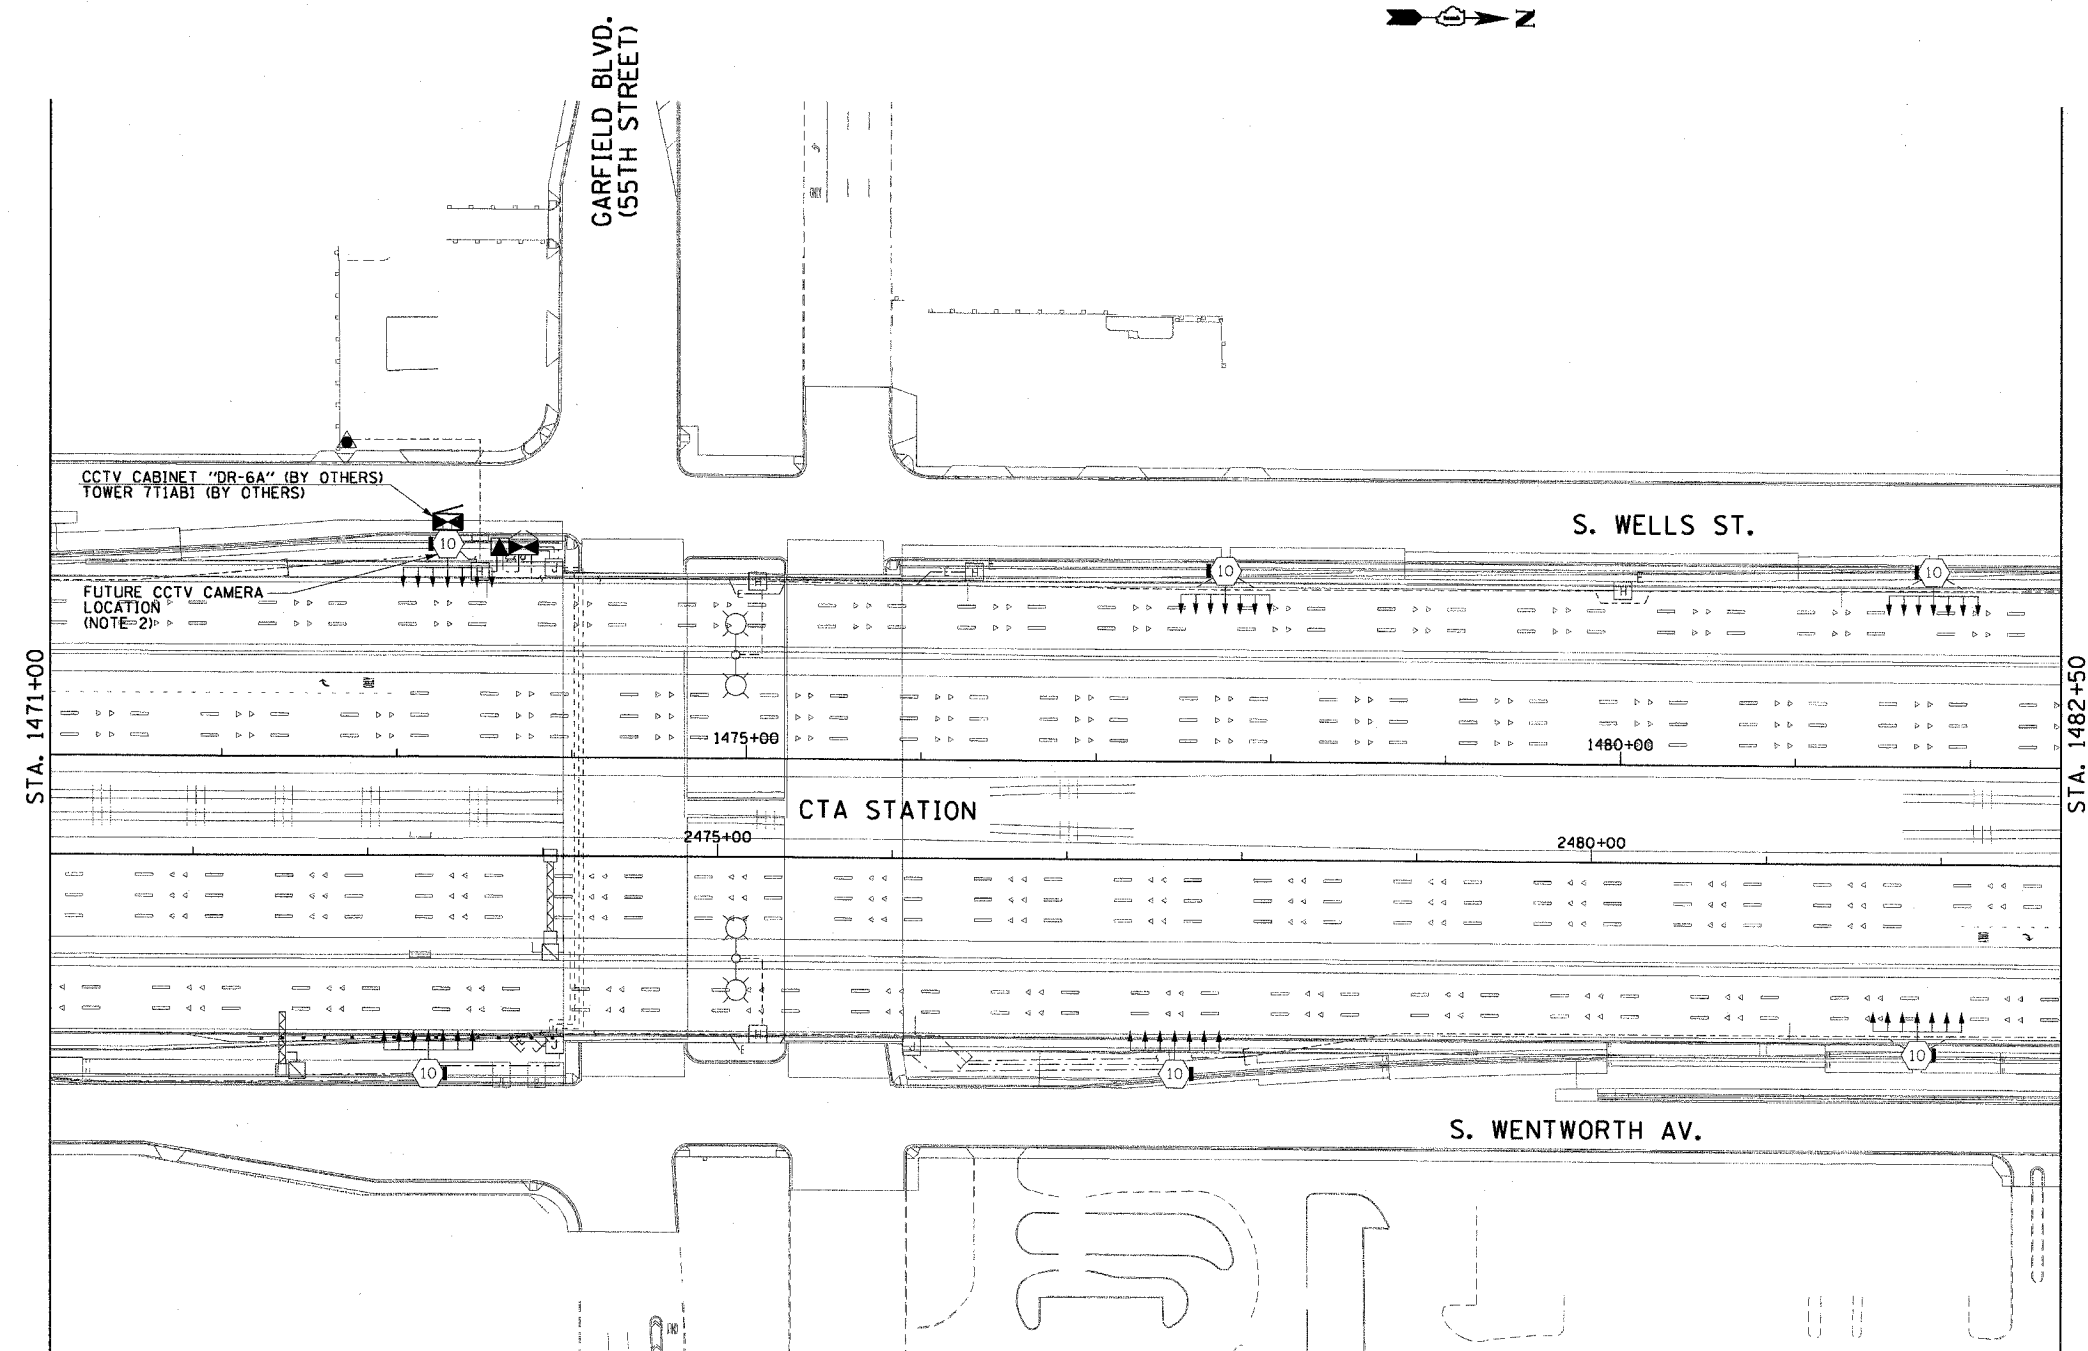 N
GARFIELD BLVD.
(55TH STREET)
CCTV CABINET "DR-6A" (BY OTHERS)
TOWER 7T1AB1 (BY OTHERS)
S. WELLS ST.
10
10
10
H
H
H
H
J
E
E
E
E
FUTURE CCTV CAMERA
LOCATION
(NOTE 2)
STA. 1471+00
STA. 1482+50
1475+00
1480+00
CTA STATION
2475+00
2480+00
H
J
J
E
E
10
10
10
S. WENTWORTH AV.